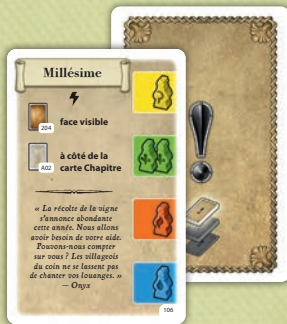 Millésime
204
face visible
A02
à côté de la
carte Chapitre
« La récolte de la vigne
s'annonce abondante
cette année. Nous allons
avoir besoin de votre aide.
Pouvons-nous compter
sur vous ? Les villageois
du coin ne se lassent pas
de chanter vos louanges. »
— Onyx
106